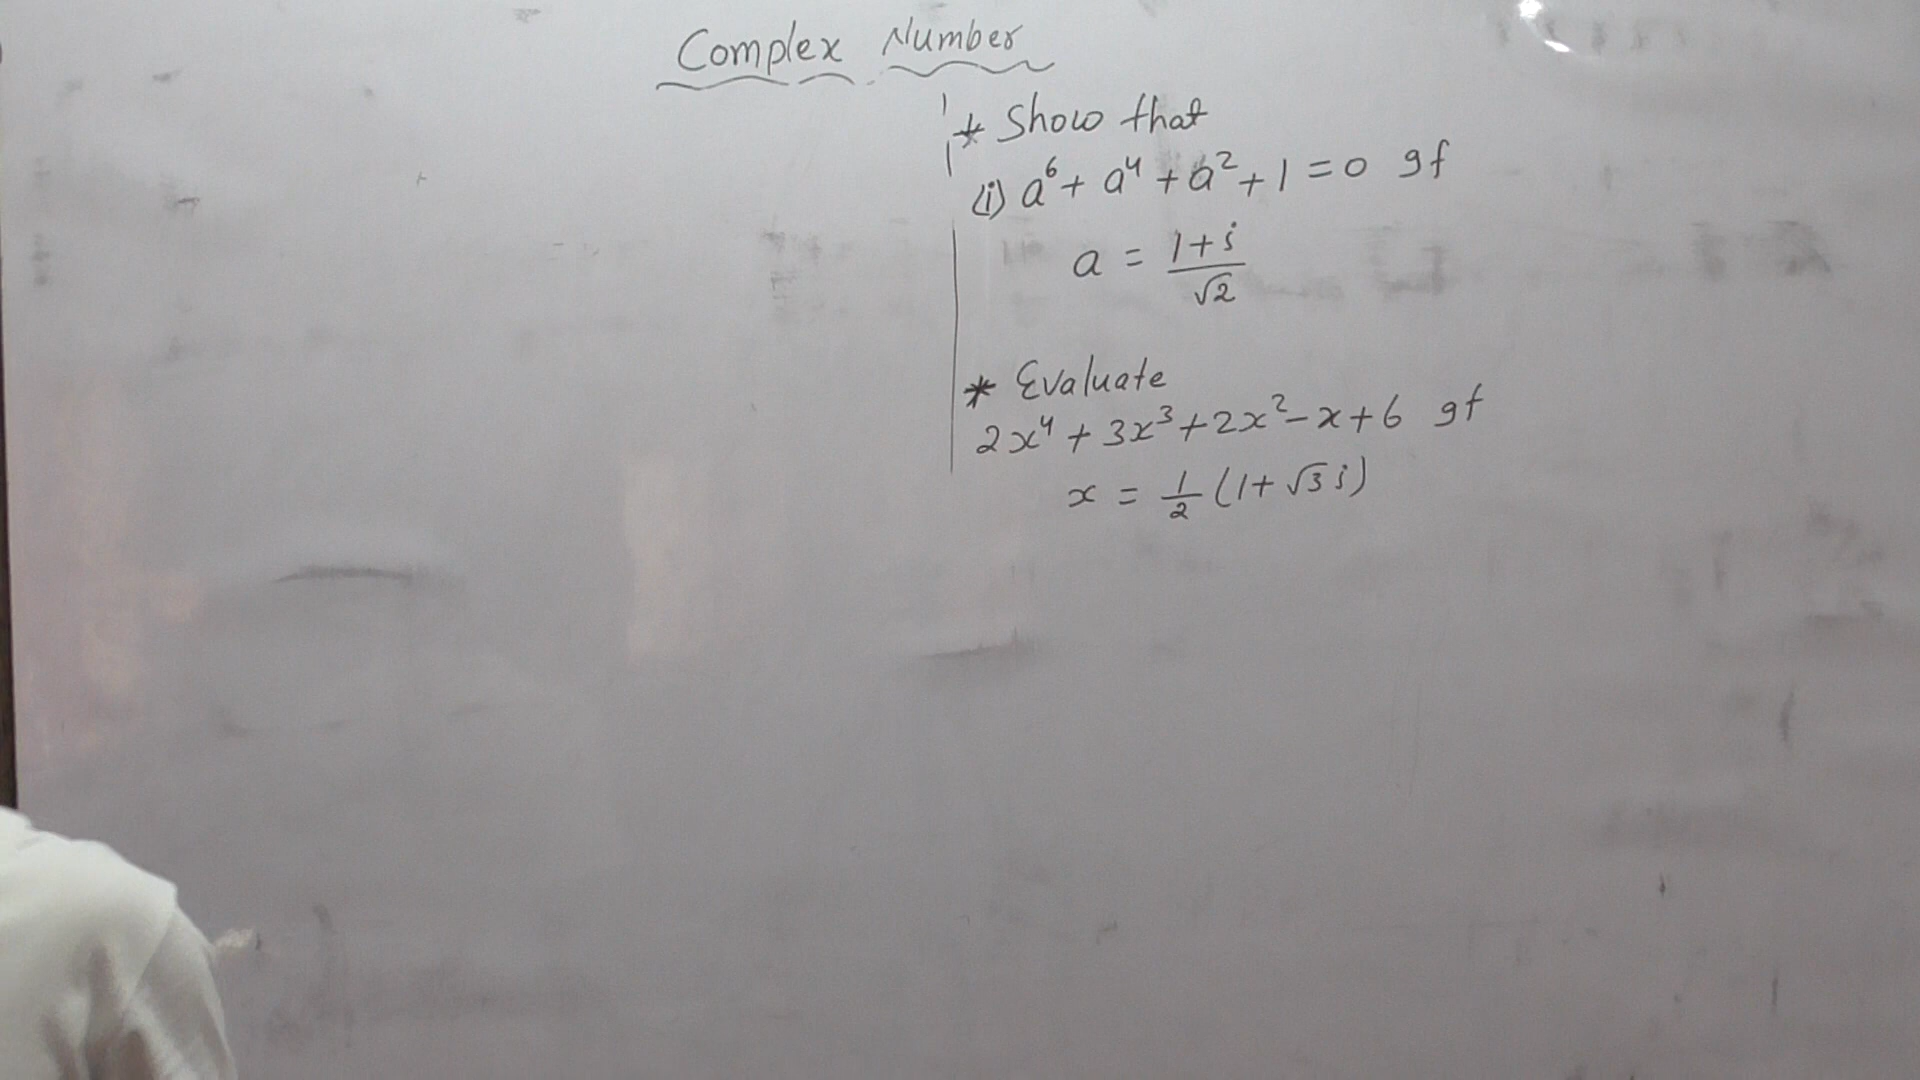 Complex Number
* Show that
(i) a⁶ + a⁴ + a² + 1 = 0 If
a = (1+i)/√2
* Evaluate
2x⁴ + 3x³ + 2x² - x + 6 If
x = 1/2 (1 + √3 i)